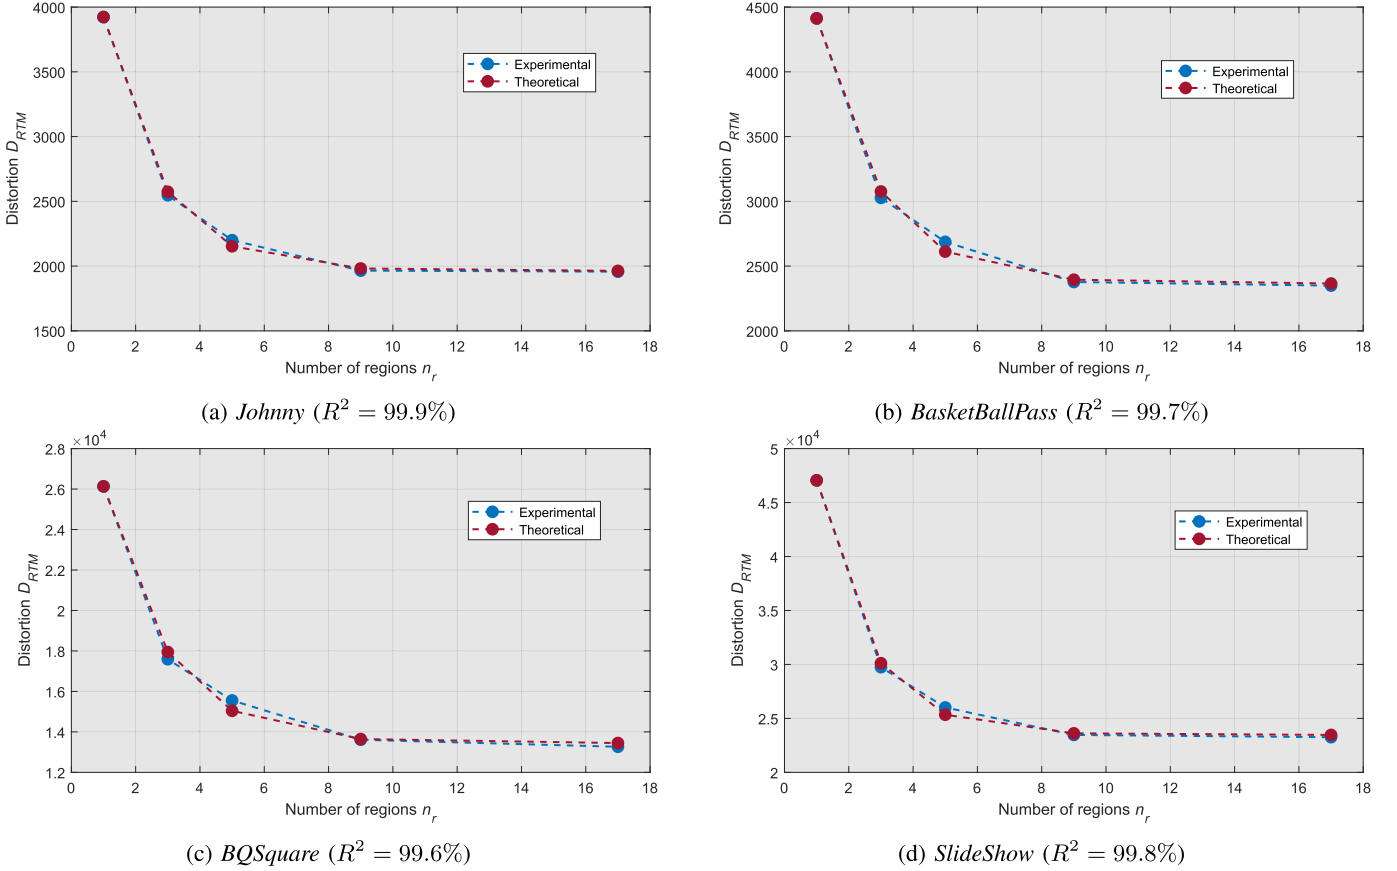 4000
3500
3000
2500
2000
1500
Distortion D_RTM
0 2 4 6 8 10 12 14 16 18
Number of regions n_r
Experimental
Theoretical
(a) Johnny (R² = 99.9%)
4500
4000
3500
3000
2500
2000
Distortion D_RTM
0 2 4 6 8 10 12 14 16 18
Number of regions n_r
Experimental
Theoretical
(b) BasketBallPass (R² = 99.7%)
×10⁴
2.8
2.6
2.4
2.2
2
1.8
1.6
1.4
1.2
Distortion D_RTM
0 2 4 6 8 10 12 14 16 18
Number of regions n_r
Experimental
Theoretical
(c) BQSquare (R² = 99.6%)
×10⁴
5
4.5
4
3.5
3
2.5
2
Distortion D_RTM
0 2 4 6 8 10 12 14 16 18
Number of regions n_r
Experimental
Theoretical
(d) SlideShow (R² = 99.8%)